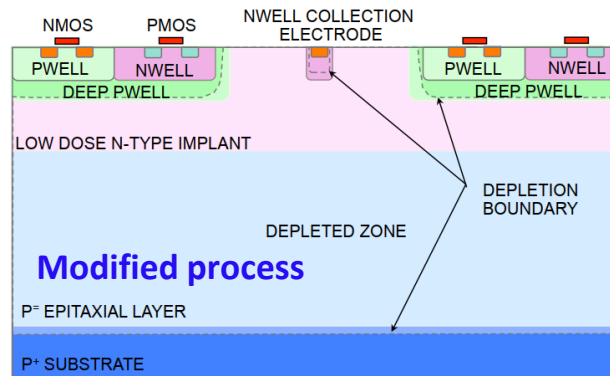 NMOS PMOS NWELL COLLECTION
ELECTRODE
PWELL NWELL PWELL NWELL
DEEP PWELL DEEP PWELL
LOW DOSE N-TYPE IMPLANT
DEPLETION
BOUNDARY
DEPLETED ZONE
Modified process
P⁼ EPITAXIAL LAYER
P⁺ SUBSTRATE